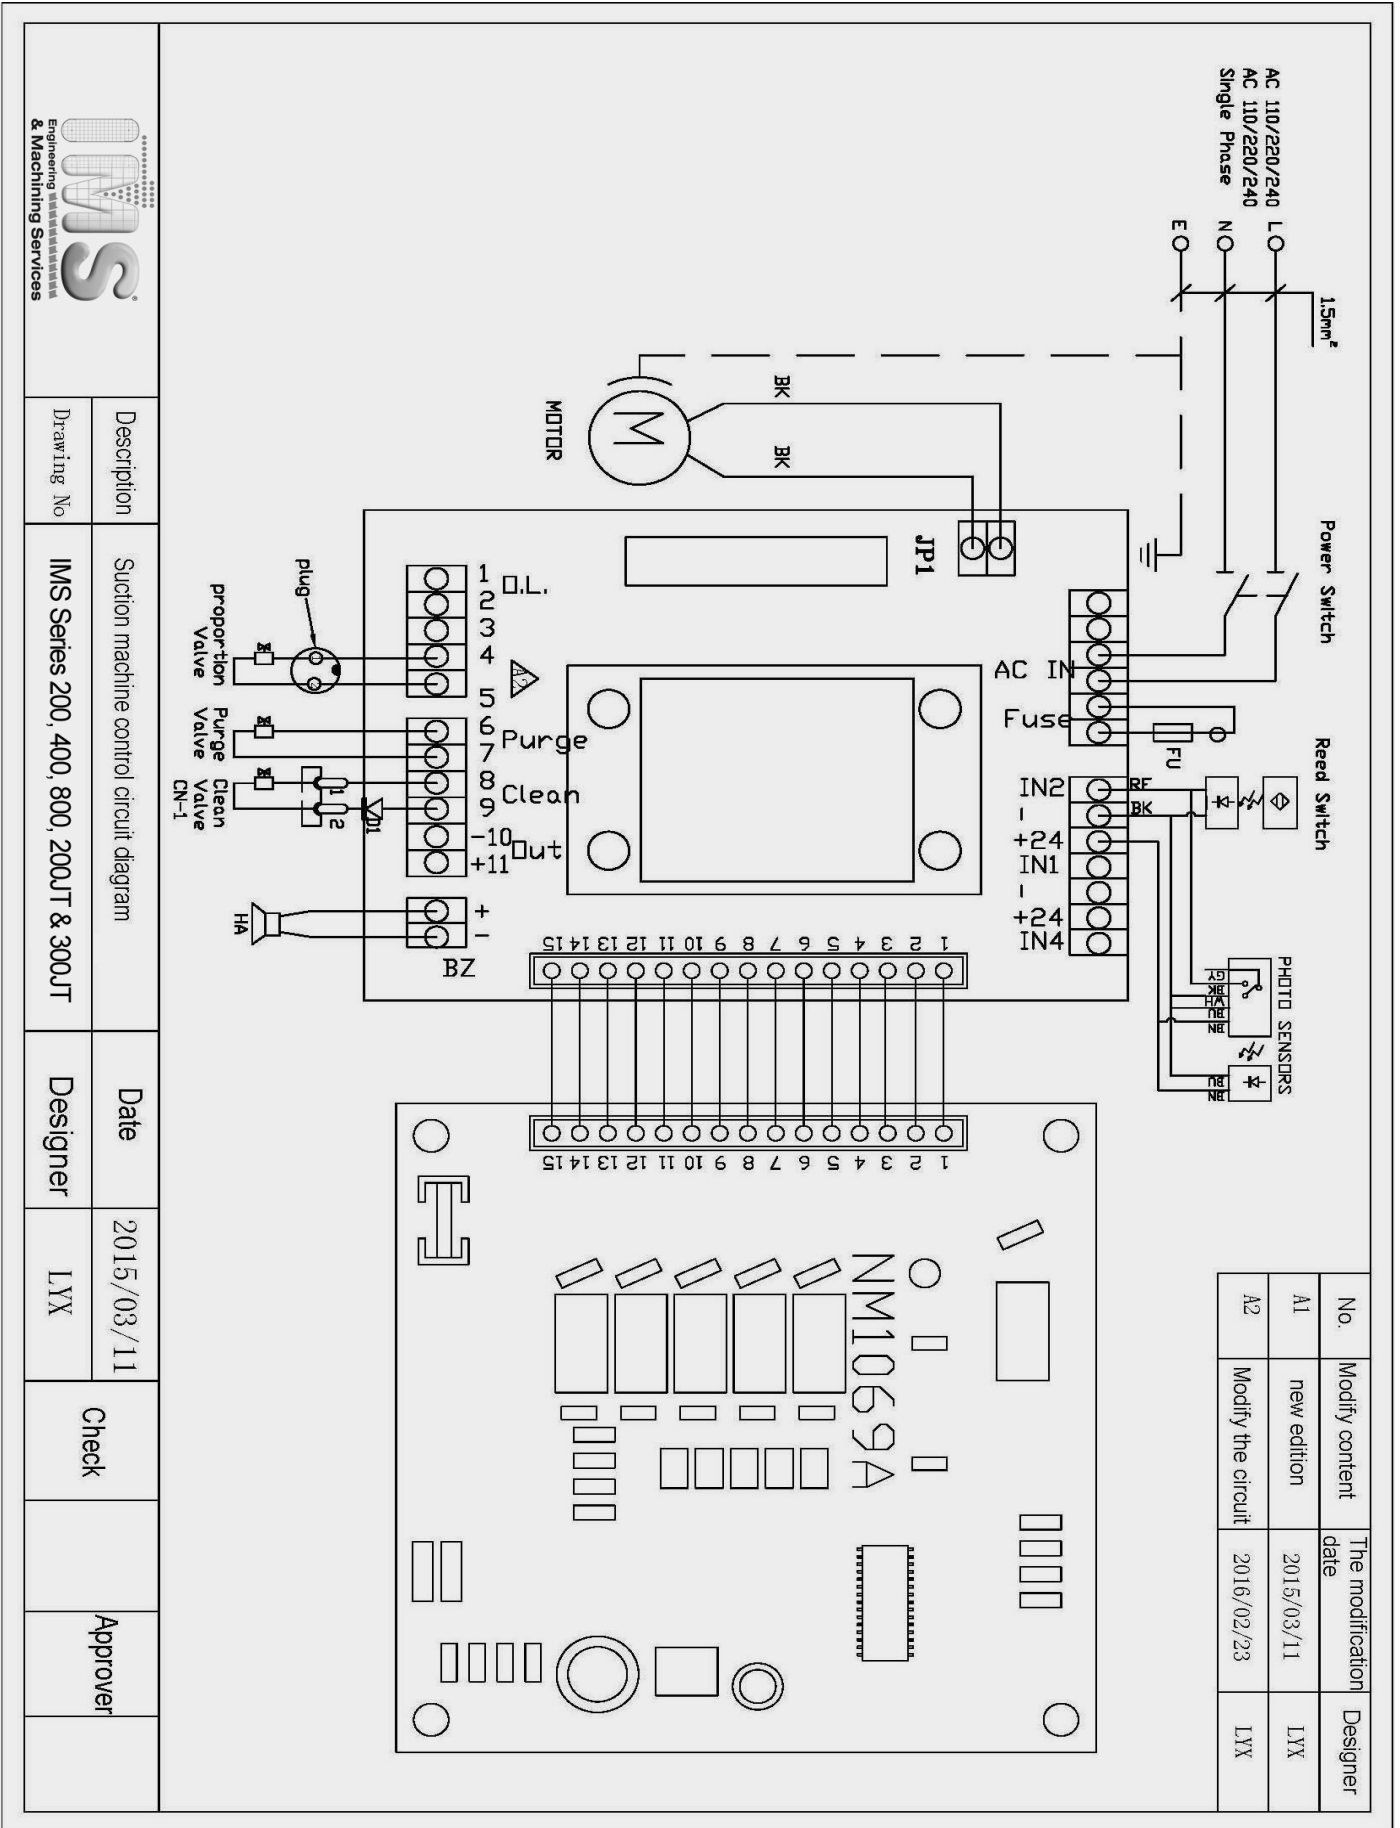 AC 110/220/240 L
AC 110/220/240 N
Single Phase
E
1.5mm²
Power Switch
Reed Switch
PHOTO SENSORS
No.
Modify content
The modification date
Designer
A1
new edition
2015/03/11
LYX
A2
Modify the circuit
2016/02/23
LYX
FU
BK
GY
BK
WH
BU
BN
BU
BN
AC IN
Fuse
IN2
-
+24
IN1
-
+24
IN4
BK
BK
M
MOTOR
JP1
1 2 3 4 5 6 7 8 9 10 11 12 13 14 15
1 2 3 4 5 6 7 8 9 10 11 12 13 14 15
NM1069A
A2
O.L.
Purge
Clean
Out
1
2
3
4
5
6
7
8
9
-10
+11
+
-
BZ
plug
1
2
1
2
D1
proportion
Valve
Purge
Valve
Clean
Valve
CN-1
HA
IMS
Engineering
& Machining Services
Description
Suction machine control circuit diagram
Date
2015/03/11
Check
Approver
Drawing No
IMS Series 200, 400, 800, 200JT & 300JT
Designer
LYX